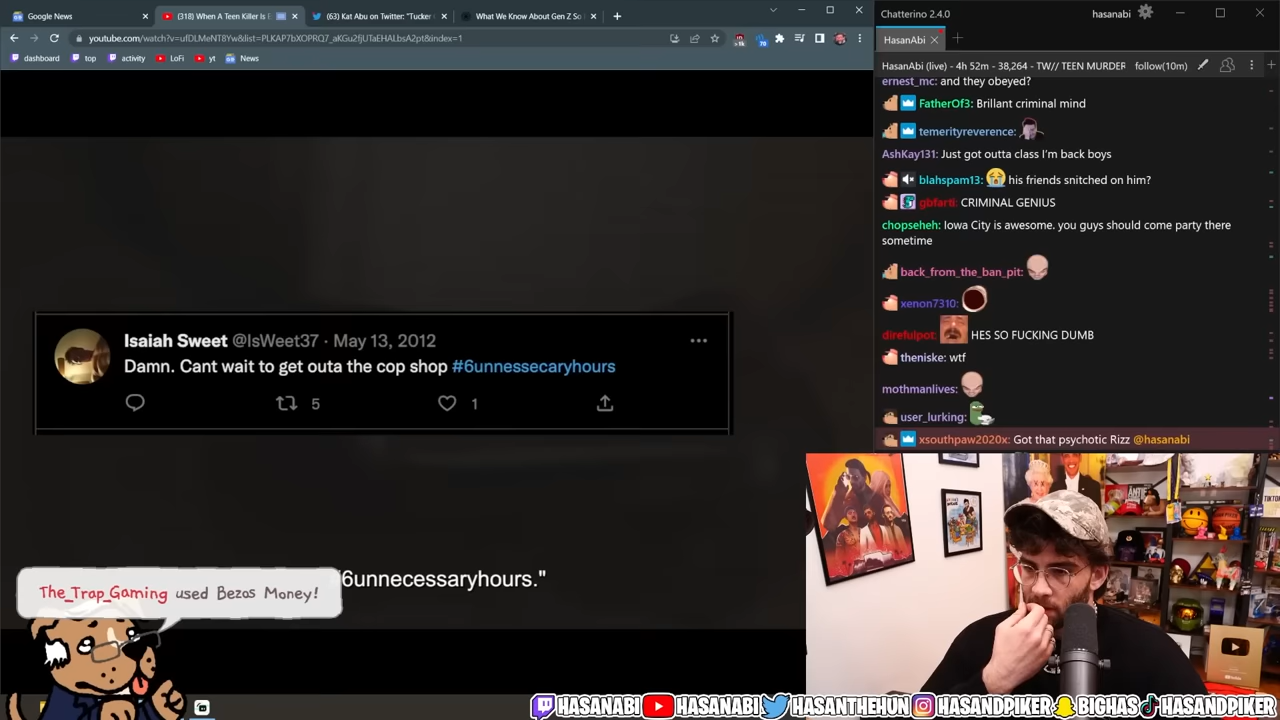 Google News
(318) When A Teen Killer Is
(63) Kat Abu on Twitter: "Tucker
What We Know About Gen Z So
youtube.com/watch?v=ufDLMeNT8Yw&list=PLKAP7bXOPRQ7_aKGu2fjUTaEHALbsA2pt&index=1
dashboard
top
activity
LoFi
yt
News
Isaiah Sweet @IsWeet37 · May 13, 2012
Damn. Cant wait to get outa the cop shop #6unnessecaryhours
5
1
6unnecessaryhours."
The_Trap_Gaming used Bezos Money!
Chatterino 2.4.0
hasanabi
HasanAbi
HasanAbi (live) - 4h 52m - 38,264 - TW// TEEN MURDER
follow(10m)
ernest_mc: and they obeyed?
FatherOf3: Brillant criminal mind
temerityreverence:
AshKay131: Just got outta class I'm back boys
blahspam13: his friends snitched on him?
gbfarti: CRIMINAL GENIUS
chopseheh: Iowa City is awesome. you guys should come party there
sometime
back_from_the_ban_pit:
xenon7310:
direfulpot: HES SO FUCKING DUMB
theniske: wtf
mothmanlives:
user_lurking:
xsouthpaw2020x: Got that psychotic Rizz @hasanabi
HASANABI
HASANABI
HASANTHEHUN
HASANDPIKER
BIGHAS
HASANDPIKER